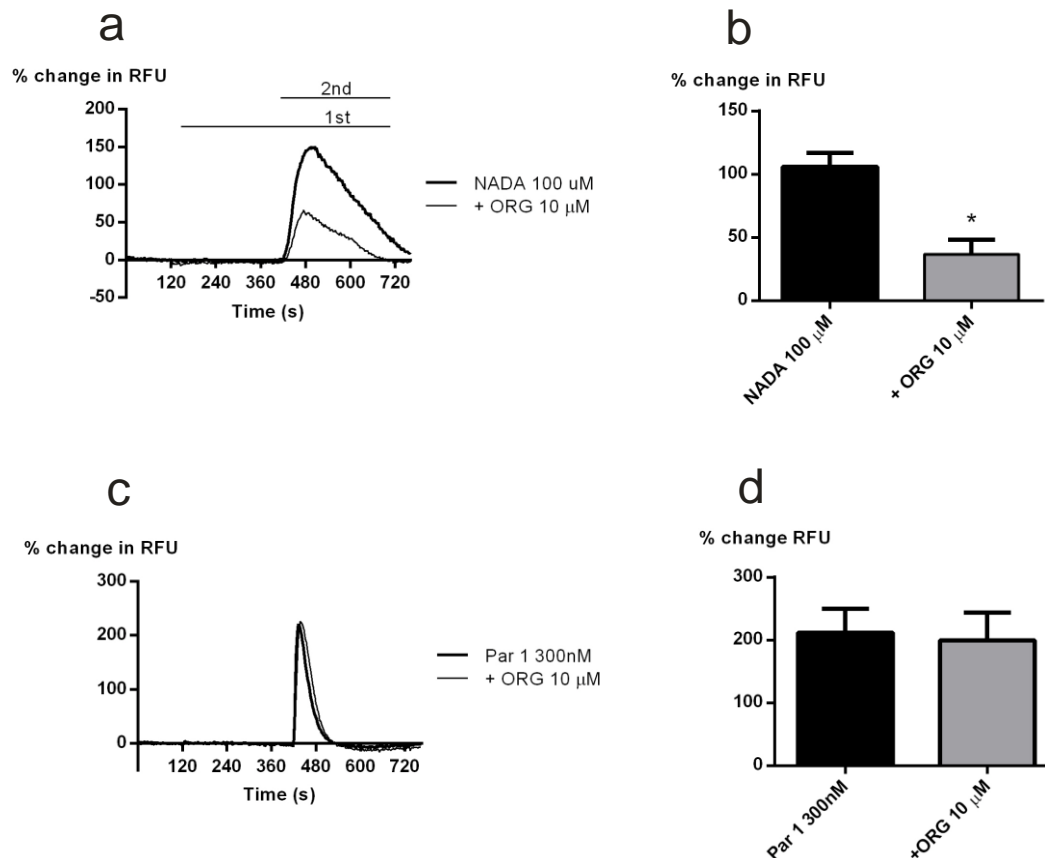 a
% change in RFU
2nd
1st
200
150
100
50
0
-50
120 240 360 480 600 720
Time (s)
NADA 100 uM
+ ORG 10 μM
b
% change in RFU
150
100
50
0
*
NADA 100 μM
+ ORG 10 μM
c
% change in RFU
300
200
100
0
120 240 360 480 600 720
Time (s)
Par 1 300nM
+ ORG 10 μM
d
% change RFU
300
200
100
0
Par 1 300nM
+ORG 10 μM